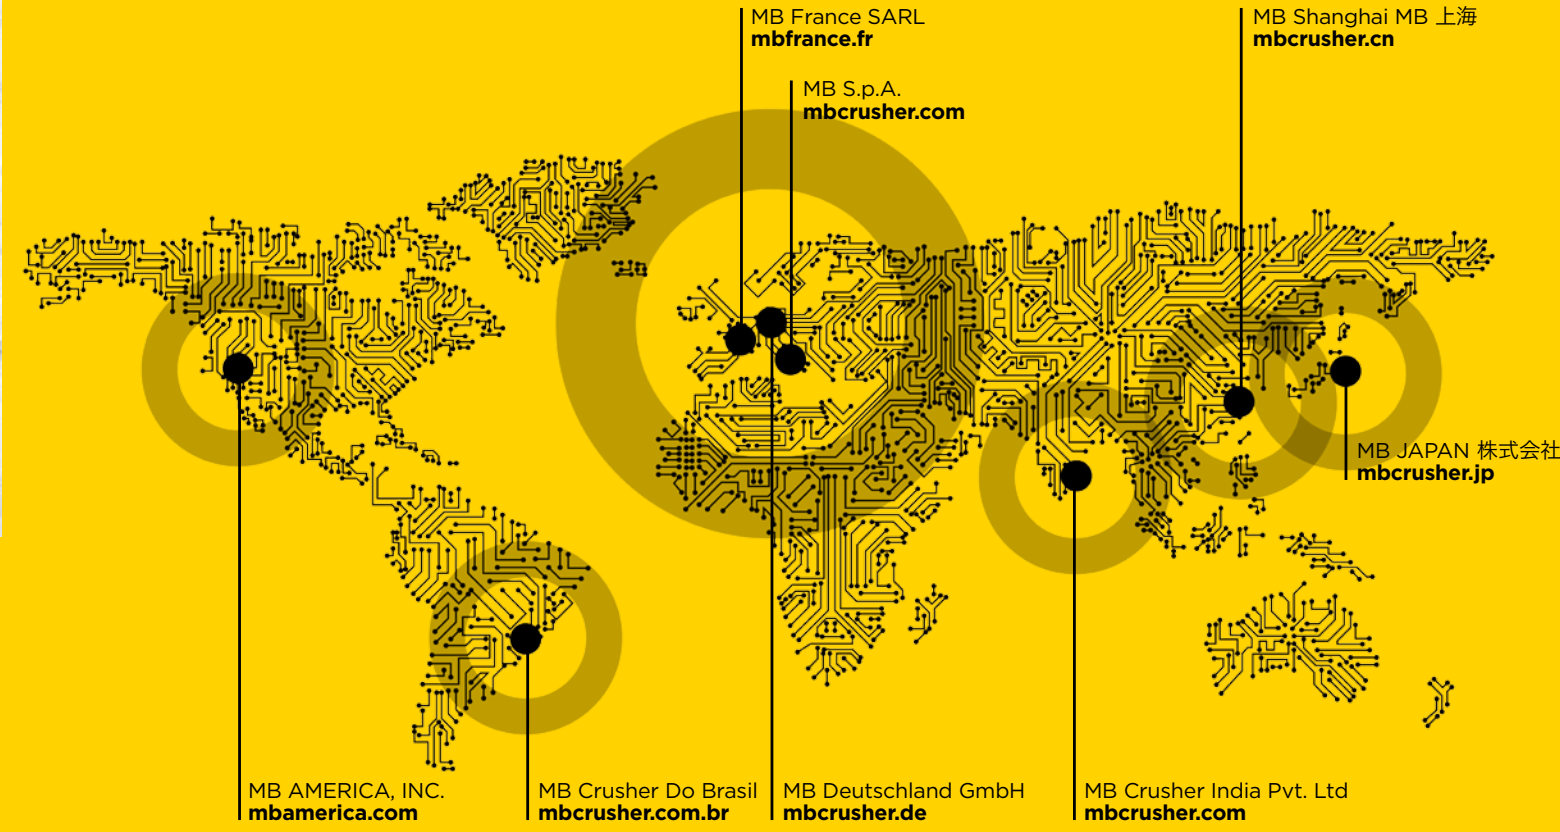 MB France SARL
mbfrance.fr
MB Shanghai MB 上海
mbcrusher.cn
MB S.p.A.
mbcrusher.com
MB JAPAN 株式会社
mbcrusher.jp
MB AMERICA, INC.
mbamerica.com
MB Crusher Do Brasil
mbcrusher.com.br
MB Deutschland GmbH
mbcrusher.de
MB Crusher India Pvt. Ltd
mbcrusher.com